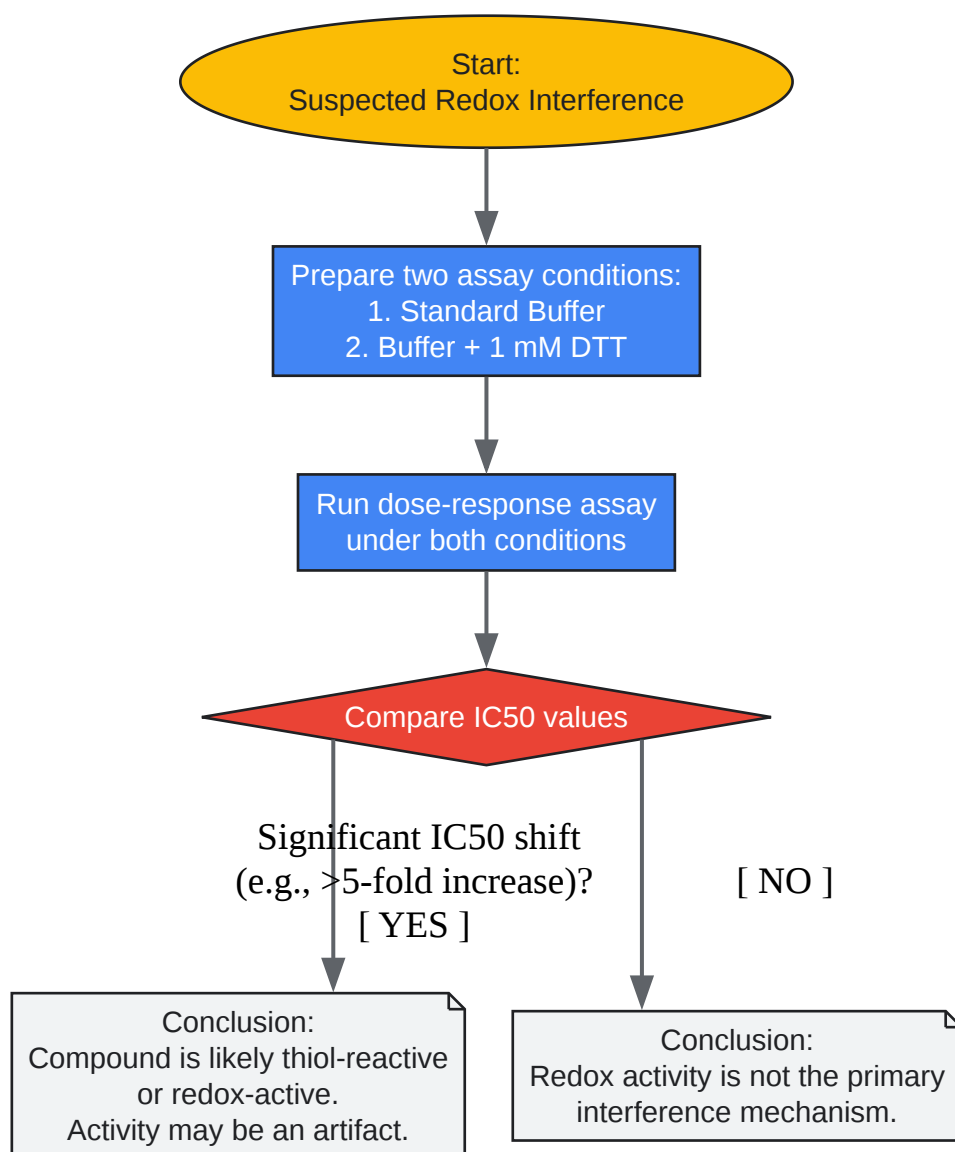 Start:
Suspected Redox Interference
Prepare two assay conditions:
1. Standard Buffer
2. Buffer + 1 mM DTT
Run dose-response assay
under both conditions
Compare IC50 values
Significant IC50 shift
(e.g., >5-fold increase)?
[ YES ]
[ NO ]
Conclusion:
Compound is likely thiol-reactive
or redox-active.
Activity may be an artifact.
Conclusion:
Redox activity is not the primary
interference mechanism.